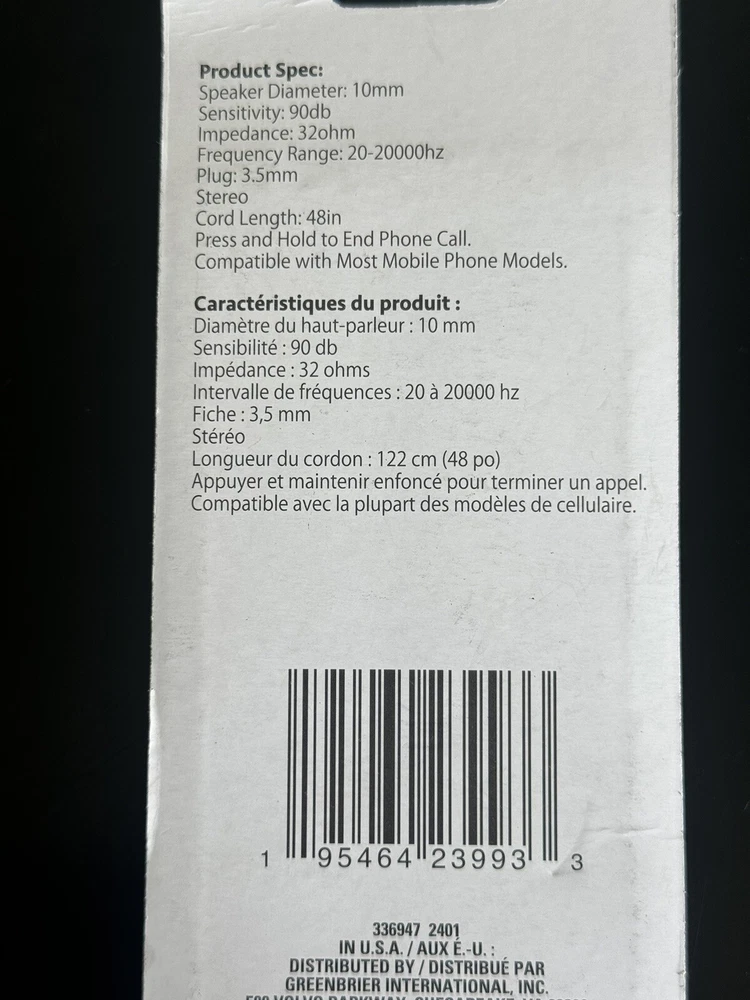 Product Spec:
Speaker Diameter: 10mm
Sensitivity: 90db
Impedance: 32ohm
Frequency Range: 20-20000hz
Plug: 3.5mm
Stereo
Cord Length: 48in
Press and Hold to End Phone Call.
Compatible with Most Mobile Phone Models.
Caractéristiques du produit :
Diamètre du haut-parleur : 10 mm
Sensibilité : 90 db
Impédance : 32 ohms
Intervalle de fréquences : 20 à 20000 hz
Fiche : 3,5 mm
Stéréo
Longueur du cordon : 122 cm (48 po)
Appuyer et maintenir enfoncé pour terminer un appel.
Compatible avec la plupart des modèles de cellulaire.
1 95464 23993 3
336947 2401
IN U.S.A. / AUX É.-U. :
DISTRIBUTED BY / DISTRIBUÉ PAR
GREENBRIER INTERNATIONAL, INC.
VOLVO PARKWAY,